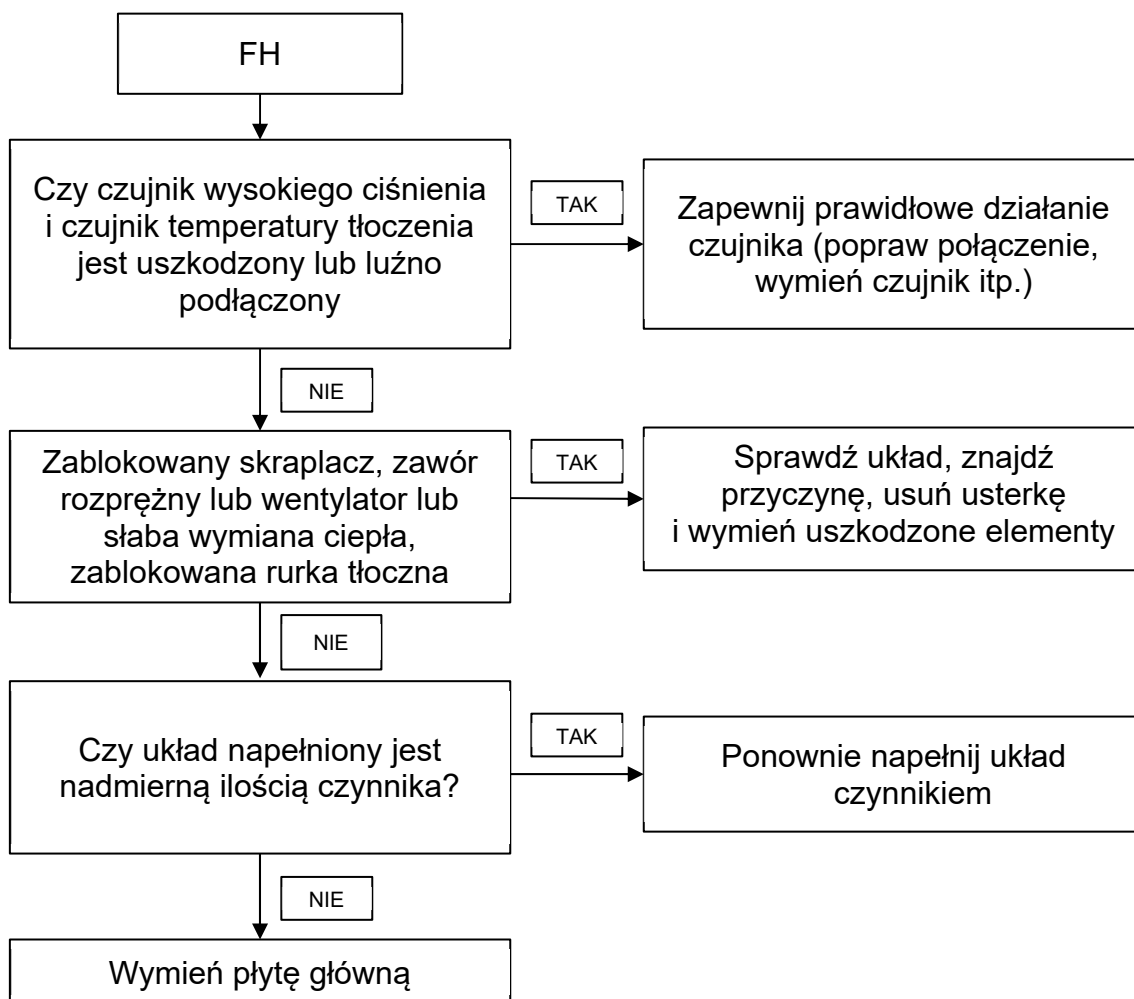 FH
Czy czujnik wysokiego ciśnienia
i czujnik temperatury tłoczenia
jest uszkodzony lub luźno
podłączony
TAK
Zapewnij prawidłowe działanie
czujnika (popraw połączenie,
wymień czujnik itp.)
NIE
Zablokowany skraplacz, zawór
rozprężny lub wentylator lub
słaba wymiana ciepła,
zablokowana rurka tłoczna
TAK
Sprawdź układ, znajdź
przyczynę, usuń usterkę
i wymień uszkodzone elementy
NIE
Czy układ napełniony jest
nadmierną ilością czynnika?
TAK
Ponownie napełnij układ
czynnikiem
NIE
Wymień płytę główną